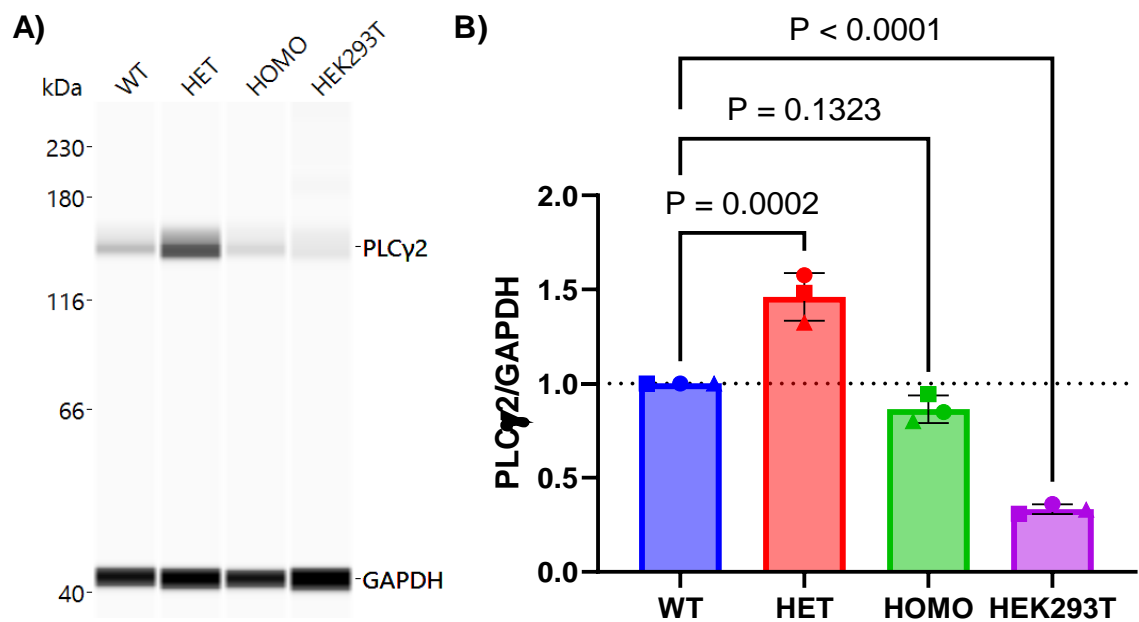 A)
kDa
WT
HET
HOMO
HEK293T
230
180
PLCγ2
116
66
GAPDH
40
B)
P < 0.0001
P = 0.1323
P = 0.0002
PLCγ2/GAPDH
2.0
1.5
1.0
0.5
0.0
WT
HET
HOMO
HEK293T